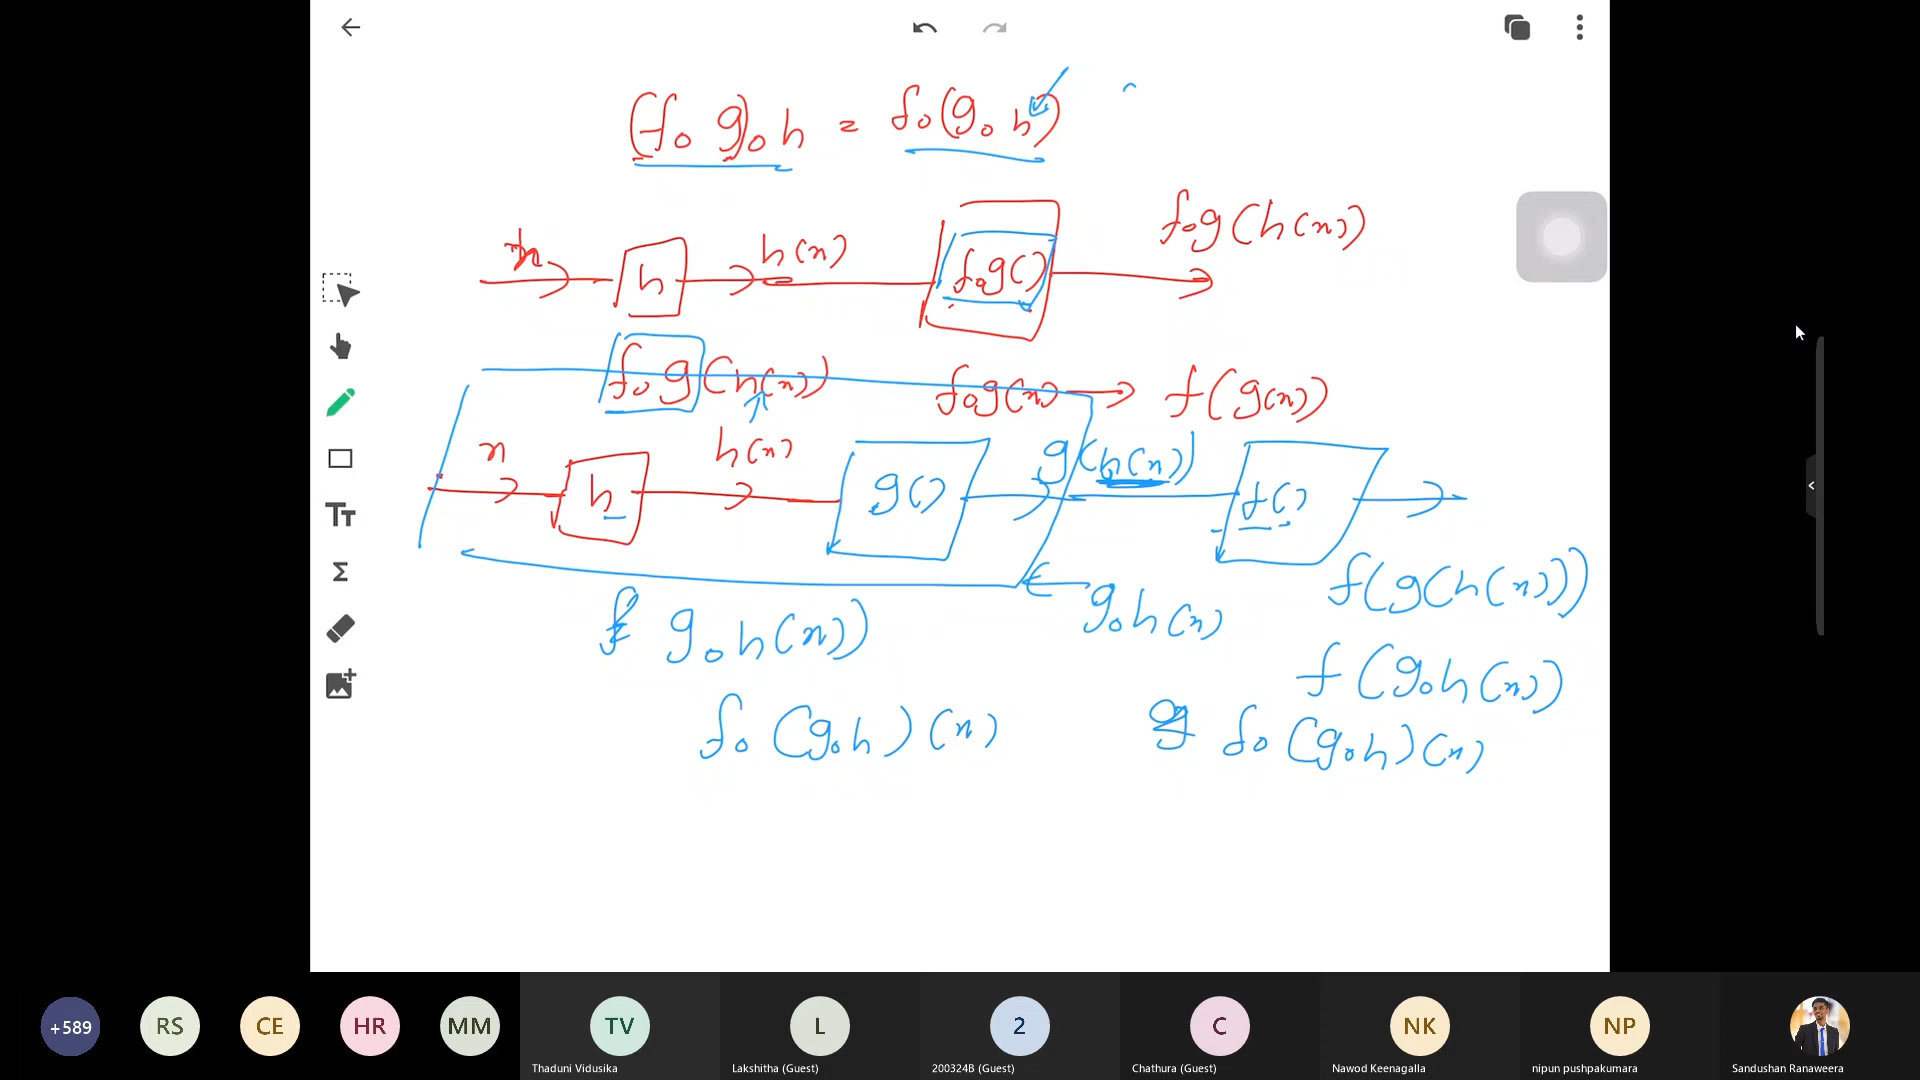 (f∘g)∘h = f∘(g∘h)
x h h(x) f∘g() f∘g(h(x))
f∘g(h(x)) f∘g(x) → f(g(x))
x h h(x) g() g(h(x)) f()
f(g(h(x)))
g∘h(x)) g∘h(x)
f(g∘h(x))
f∘(g∘h)(x) f∘(g∘h)(x)
Tт
Σ
+589 RS CE HR MM TV L 2 C NK NP
Thaduni Vidusika Lakshitha (Guest) 200324B (Guest) Chathura (Guest) Nawod Keenagalla nipun pushpakumara Sandushan Ranaweera